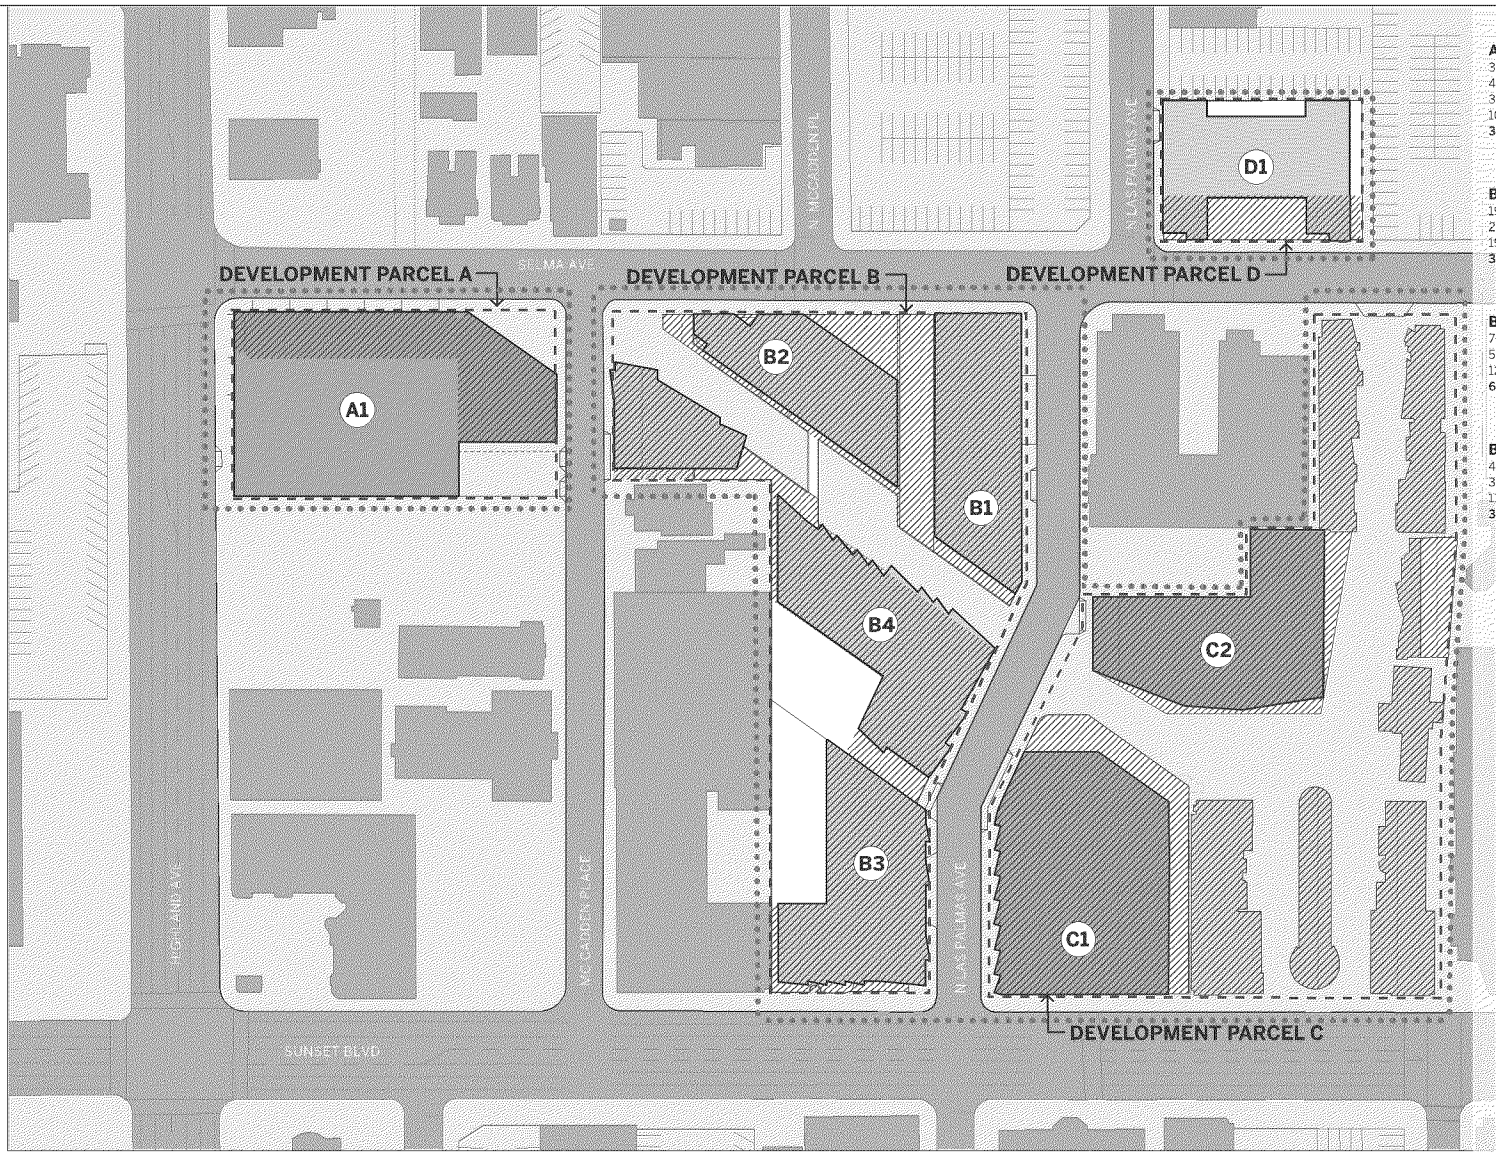 N MCCADDEN PL
N LAS PALMAS AVE
D1
SELMA AVE
DEVELOPMENT PARCEL A
DEVELOPMENT PARCEL B
DEVELOPMENT PARCEL D
A1
B2
B1
B4
C2
B3
C1
HIGHLAND AVE
MC CADDEN PLACE
N LAS PALMAS AVE
DEVELOPMENT PARCEL C
SUNSET BLVD